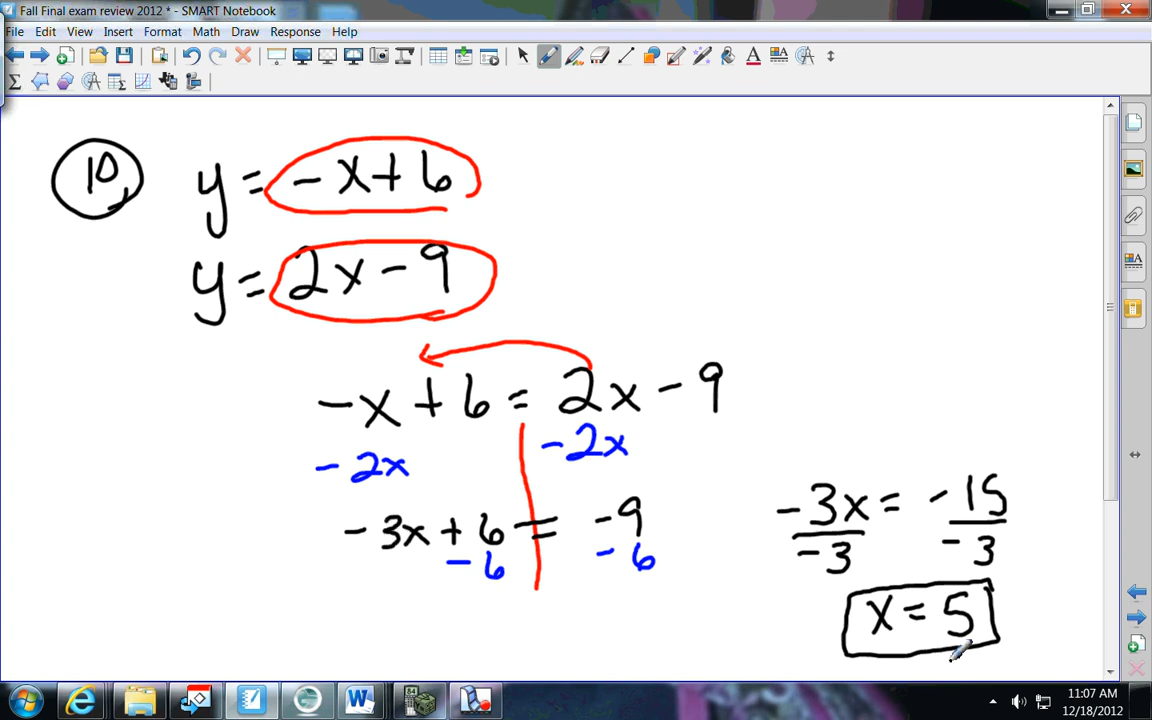 Fall Final exam review 2012 * - SMART Notebook
File Edit View Insert Format Math Draw Response Help
10
y = -x + 6
y = 2x - 9
-x + 6 = 2x - 9
-2x -2x
-3x + 6 = -9
-6 -6
-3x = -15
-3 -3
x = 5
11:07 AM
12/18/2012